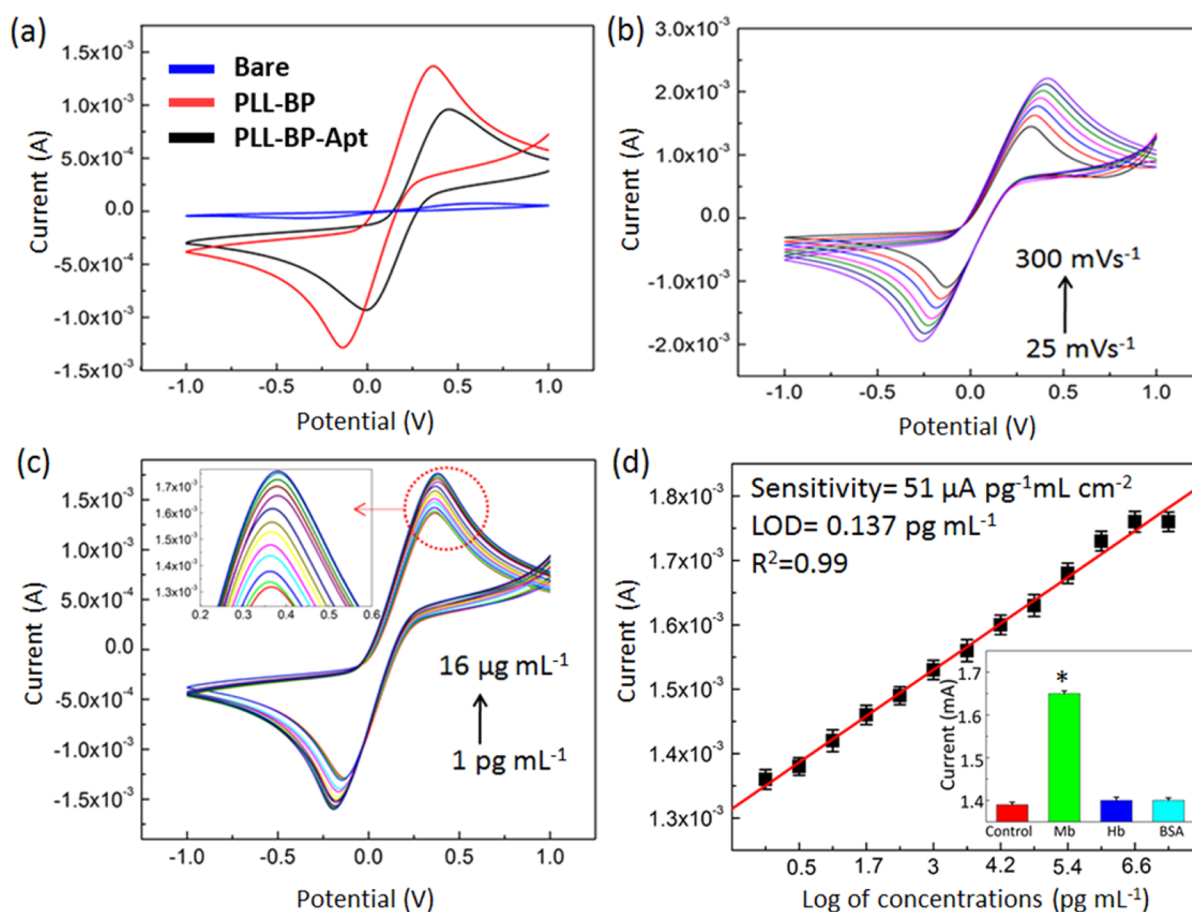 (a)
Bare
PLL-BP
PLL-BP-Apt
1.5x10⁻³
1.0x10⁻³
5.0x10⁻⁴
0.0
-5.0x10⁻⁴
-1.0x10⁻³
-1.5x10⁻³
Current (A)
-1.0 -0.5 0.0 0.5 1.0
Potential (V)
(b)
3.0x10⁻³
2.0x10⁻³
1.0x10⁻³
0.0
-1.0x10⁻³
-2.0x10⁻³
Current (A)
300 mVs⁻¹
25 mVs⁻¹
-1.0 -0.5 0.0 0.5 1.0
Potential (V)
(c)
1.5x10⁻³
1.0x10⁻³
5.0x10⁻⁴
0.0
-5.0x10⁻⁴
-1.0x10⁻³
-1.5x10⁻³
Current (A)
1.7x10⁻³
1.6x10⁻³
1.5x10⁻³
1.4x10⁻³
1.3x10⁻³
0.2 0.3 0.4 0.5 0.6
16 µg mL⁻¹
1 pg mL⁻¹
-1.0 -0.5 0.0 0.5 1.0
Potential (V)
(d)
Sensitivity= 51 µA pg⁻¹mL cm⁻²
LOD= 0.137 pg mL⁻¹
R²=0.99
1.8x10⁻³
1.7x10⁻³
1.6x10⁻³
1.5x10⁻³
1.4x10⁻³
1.3x10⁻³
Current (A)
*
1.7
1.6
1.5
1.4
Current (mA)
Control Mb Hb BSA
0.5 1.7 3 4.2 5.4 6.6
Log of concentrations (pg mL⁻¹)